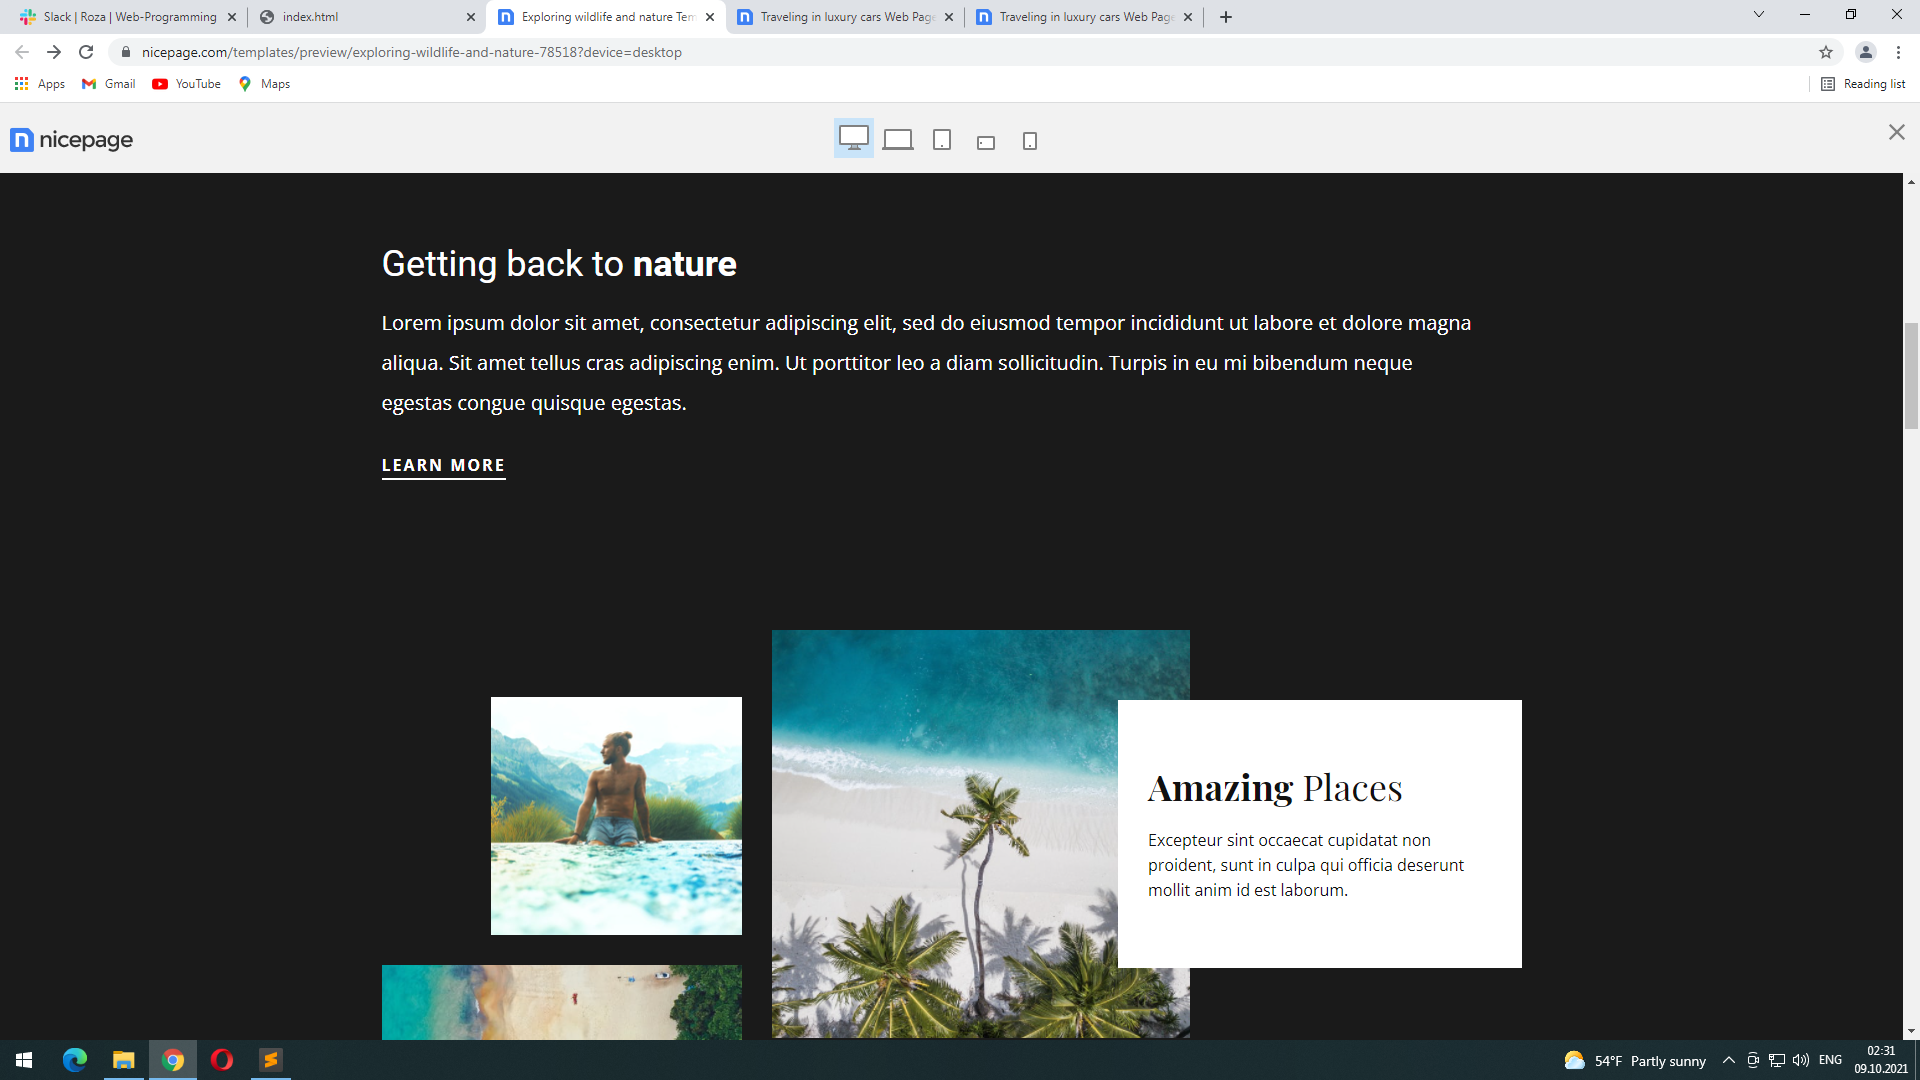 Slack | Roza | Web-Programming
index.html
Exploring wildlife and nature Tem
Traveling in luxury cars Web Page
Traveling in luxury cars Web Page
nicepage.com/templates/preview/exploring-wildlife-and-nature-78518?device=desktop
Apps
Gmail
YouTube
Maps
Reading list
nicepage
Getting back to nature
Lorem ipsum dolor sit amet, consectetur adipiscing elit, sed do eiusmod tempor incididunt ut labore et dolore magna
aliqua. Sit amet tellus cras adipiscing enim. Ut porttitor leo a diam sollicitudin. Turpis in eu mi bibendum neque
egestas congue quisque egestas.
LEARN MORE
Amazing Places
Excepteur sint occaecat cupidatat non
proident, sunt in culpa qui officia deserunt
mollit anim id est laborum.
54°F Partly sunny
ENG
02:31
09.10.2021